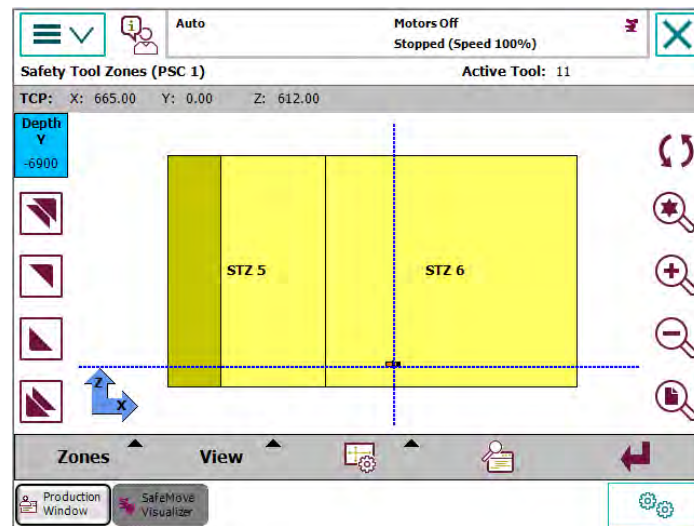 Auto
Motors Off
Stopped (Speed 100%)
Safety Tool Zones (PSC 1)
Active Tool: 11
TCP: X: 665.00 Y: 0.00 Z: 612.00
Depth
Y
-6900
STZ 5
STZ 6
Z
X
Zones
View
Production
Window
SafeMove
Visualizer